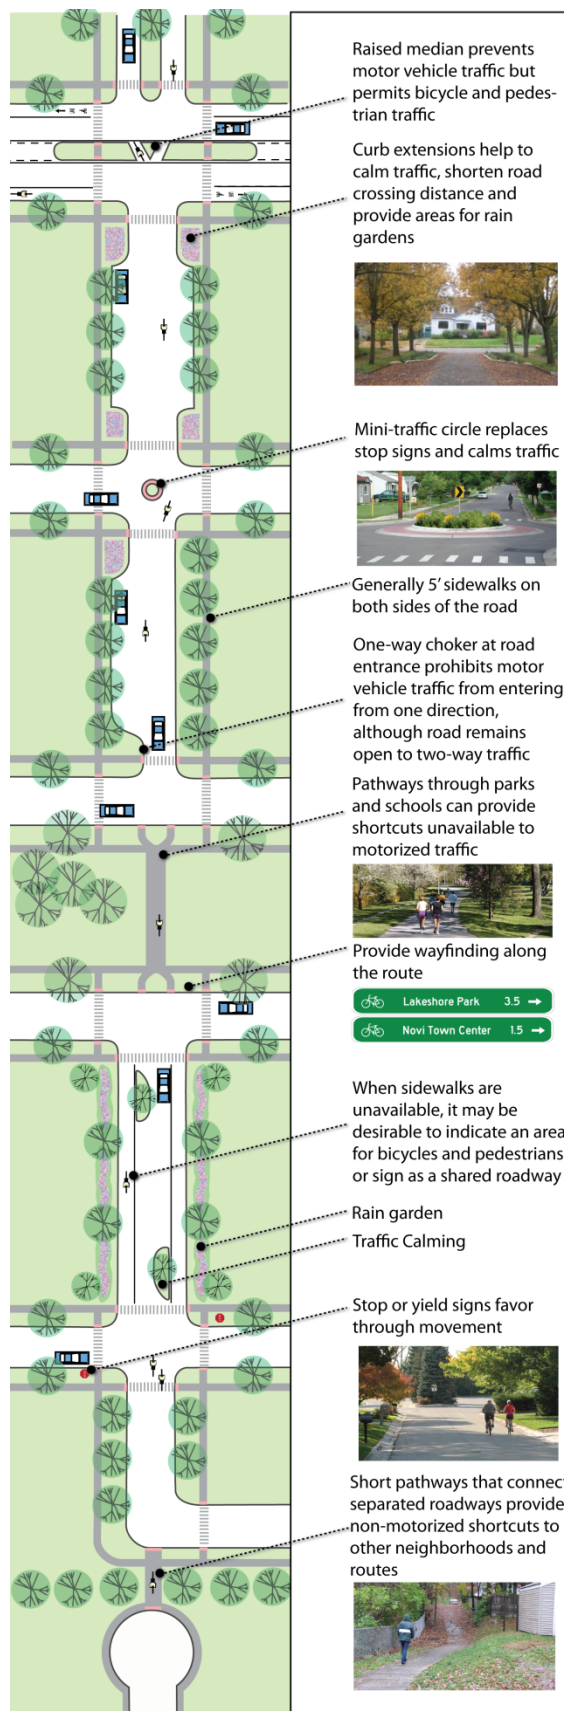 Raised median prevents
motor vehicle traffic but
permits bicycle and pedes-
trian traffic
Curb extensions help to
calm traffic, shorten road
crossing distance and
provide areas for rain
gardens
Mini-traffic circle replaces
stop signs and calms traffic
Generally 5' sidewalks on
both sides of the road
One-way choker at road
entrance prohibits motor
vehicle traffic from entering
from one direction,
although road remains
open to two-way traffic
Pathways through parks
and schools can provide
shortcuts unavailable to
motorized traffic
Provide wayfinding along
the route
Lakeshore Park 3.5 →
Novi Town Center 1.5 →
When sidewalks are
unavailable, it may be
desirable to indicate an area
for bicycles and pedestrians
or sign as a shared roadway
Rain garden
Traffic Calming
Stop or yield signs favor
through movement
Short pathways that connect
separated roadways provide
non-motorized shortcuts to
other neighborhoods and
routes